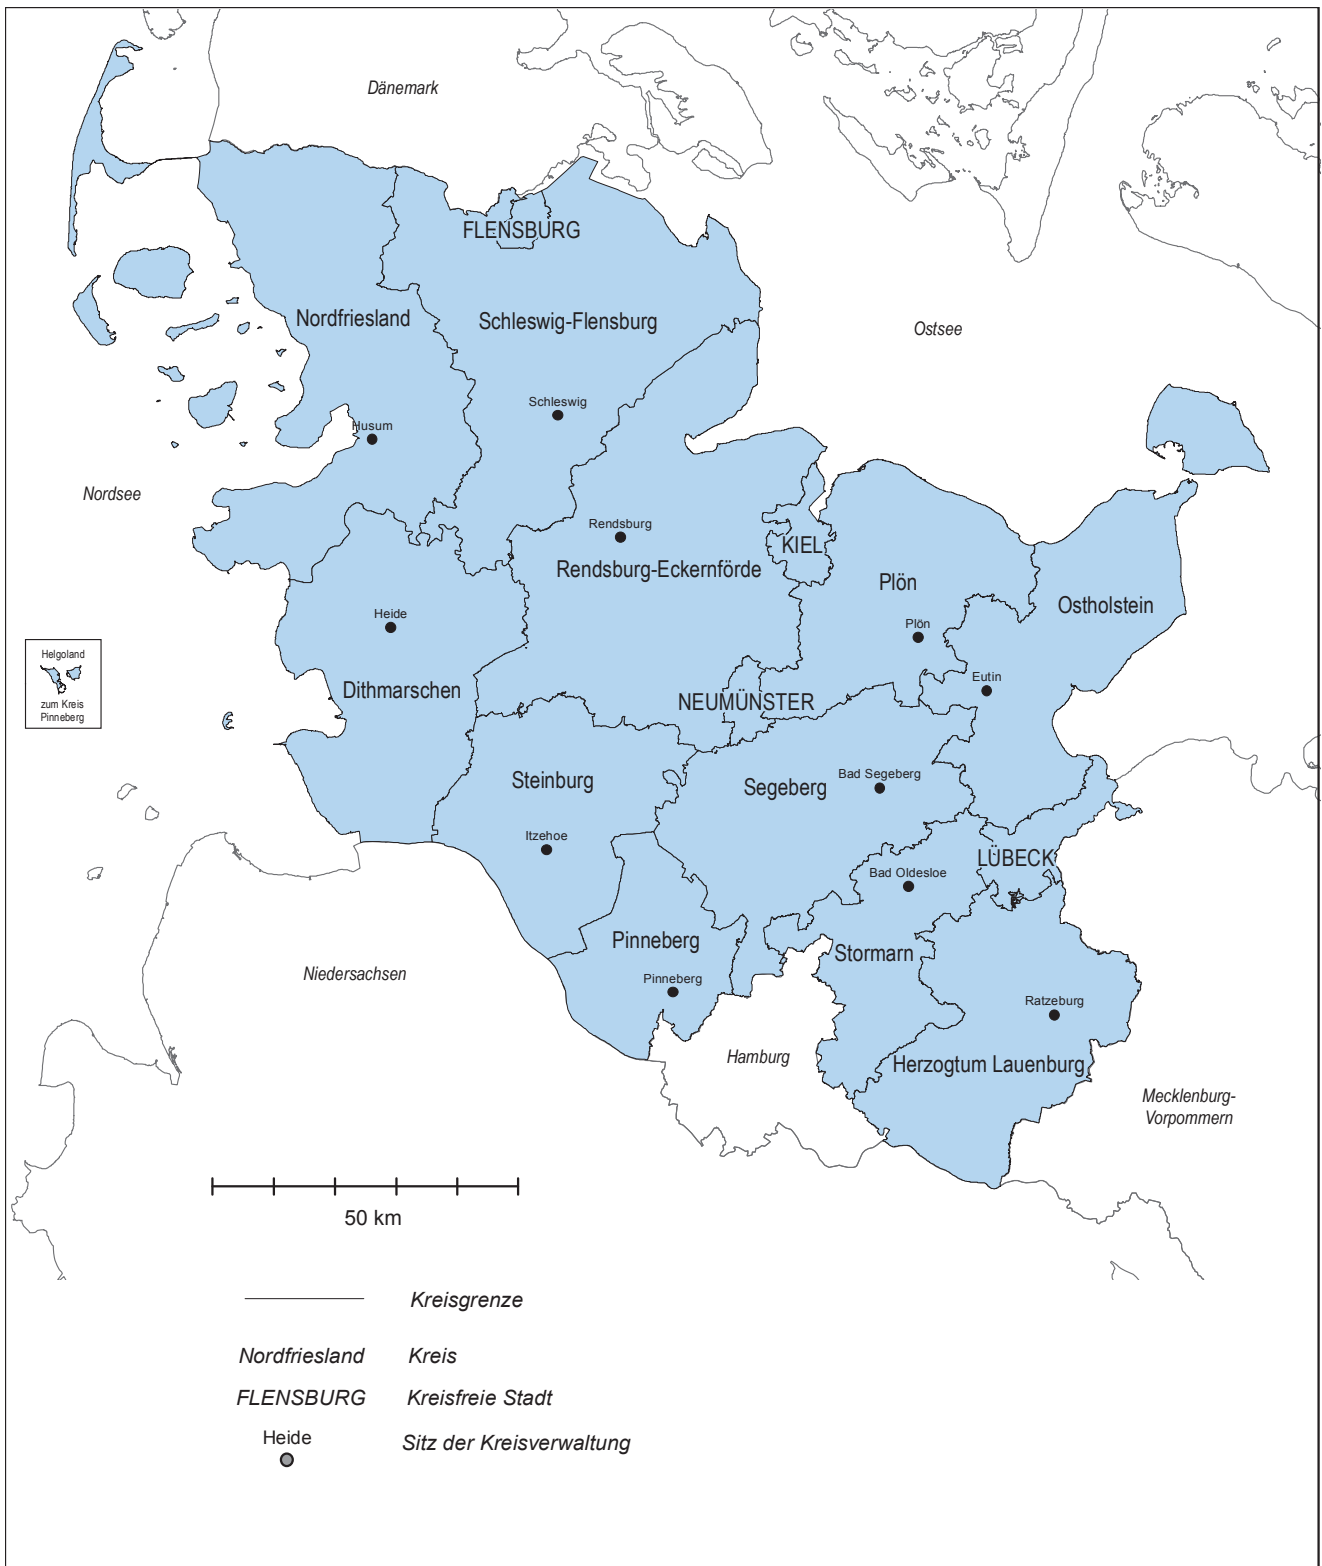 Dänemark
FLENSBURG
Nordfriesland
Schleswig-Flensburg
Ostsee
Schleswig
Husum
Nordsee
Rendsburg
KIEL
Rendsburg-Eckernförde
Plön
Ostholstein
Heide
Plön
Helgoland
zum Kreis
Pinneberg
Eutin
Dithmarschen
NEUMÜNSTER
Steinburg
Segeberg
Bad Segeberg
Itzehoe
LÜBECK
Bad Oldesloe
Pinneberg
Stormarn
Niedersachsen
Pinneberg
Ratzeburg
Hamburg
Herzogtum Lauenburg
Mecklenburg-
Vorpommern
50 km
Kreisgrenze
Nordfriesland Kreis
FLENSBURG Kreisfreie Stadt
Heide Sitz der Kreisverwaltung